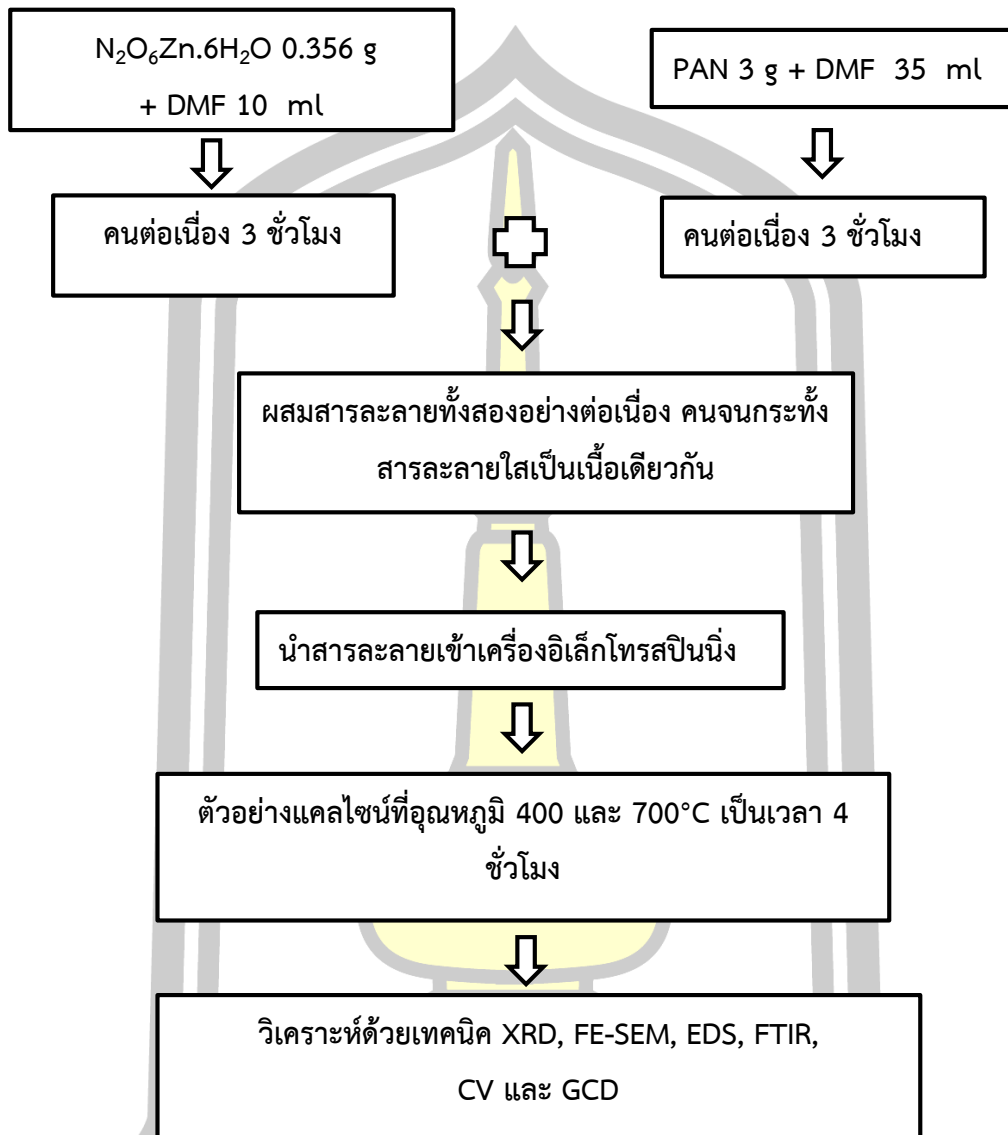 N₂O₆Zn.6H₂O 0.356 g
+ DMF 10 ml
PAN 3 g + DMF 35 ml
คนต่อเนื่อง 3 ชั่วโมง
คนต่อเนื่อง 3 ชั่วโมง
ผสมสารละลายทั้งสองอย่างต่อเนื่อง คนจนกระทั้ง
สารละลายใสเป็นเนื้อเดียวกัน
นำสารละลายเข้าเครื่องอิเล็กโทรสปินนิ่ง
ตัวอย่างแคลไซน์ที่อุณหภูมิ 400 และ 700°C เป็นเวลา 4
ชั่วโมง
วิเคราะห์ด้วยเทคนิค XRD, FE-SEM, EDS, FTIR,
CV และ GCD